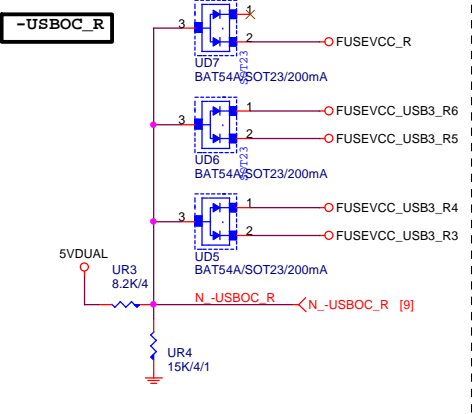 -USBOC_R
1
3
2
FUSEVCC_R
UD7
SOT23
BAT54A/SOT23/200mA
1
FUSEVCC_USB3_R6
3
2
FUSEVCC_USB3_R5
UD6
SOT23
BAT54A/SOT23/200mA
1
FUSEVCC_USB3_R4
3
2
FUSEVCC_USB3_R3
UD5
BAT54A/SOT23/200mA
5VDUAL
UR3
8.2K/4
N_-USBOC_R
N_-USBOC_R [9]
UR4
15K/4/1